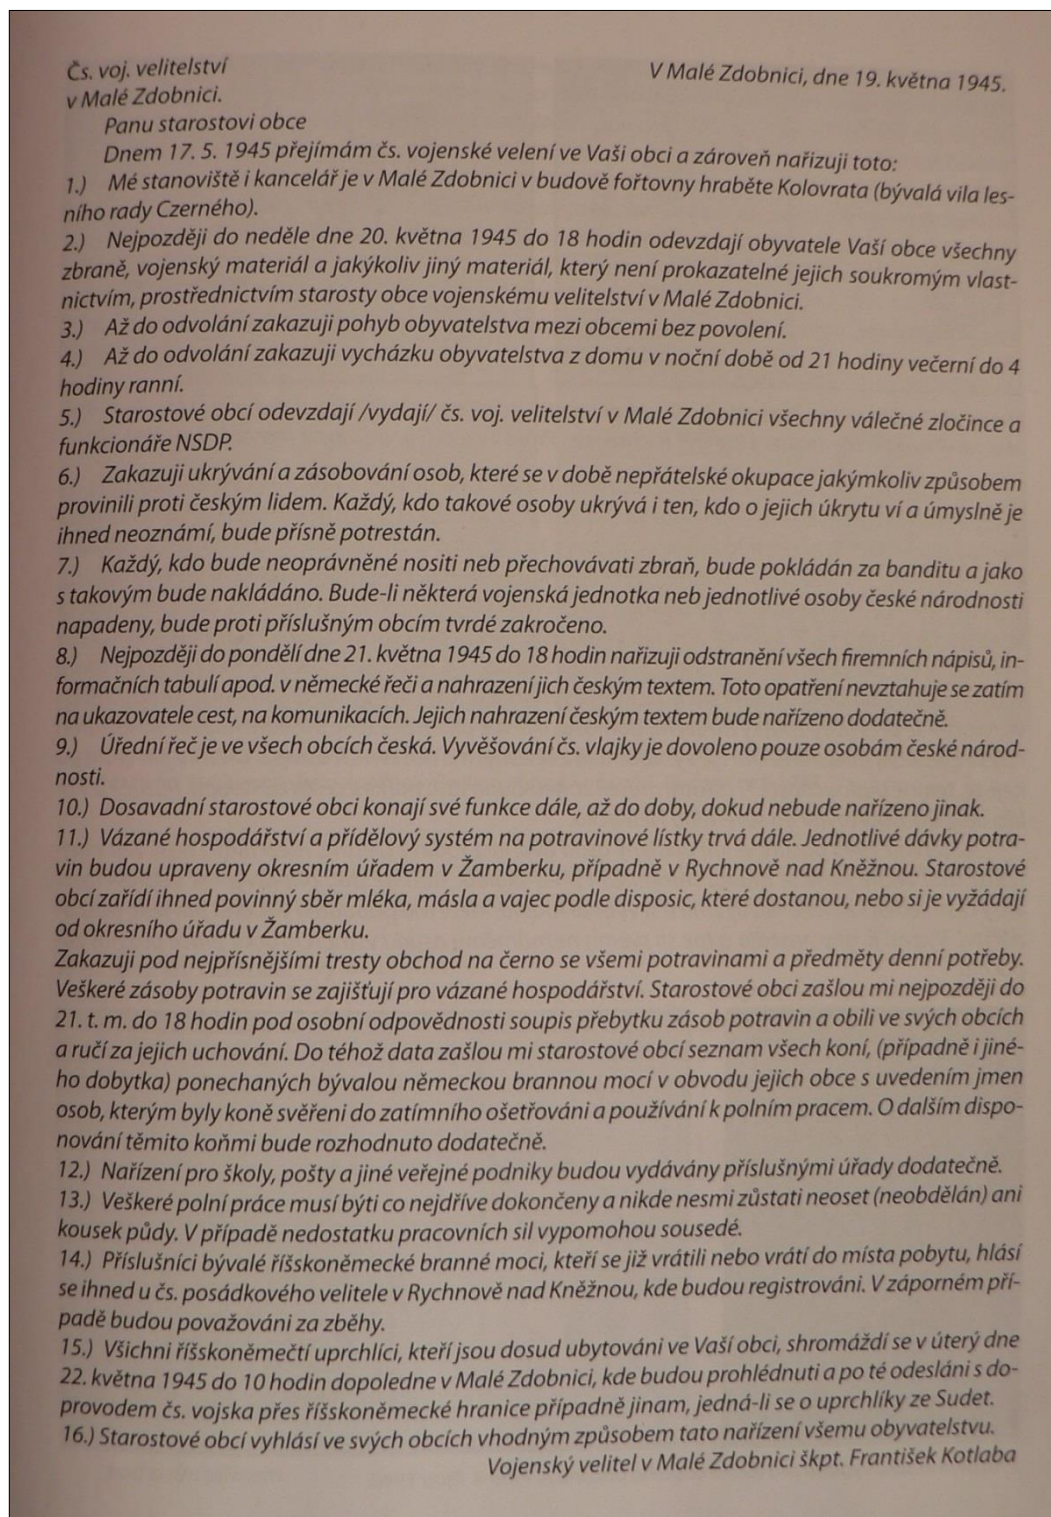 Čs. voj. velitelství
V Malé Zdobnici, dne 19. května 1945.
v Malé Zdobnici.
Panu starostovi obce
Dnem 17. 5. 1945 přejímám čs. vojenské velení ve Vaši obci a zároveň nařizuji toto:
1.) Mé stanoviště i kancelář je v Malé Zdobnici v budově fořtovny hraběte Kolovrata (bývalá vila les-
ního rady Czerného).
2.) Nejpozději do neděle dne 20. května 1945 do 18 hodin odevzdají obyvatele Vaší obce všechny
zbraně, vojenský materiál a jakýkoliv jiný materiál, který není prokazatelné jejich soukromým vlast-
nictvím, prostřednictvím starosty obce vojenskému velitelství v Malé Zdobnici.
3.) Až do odvolání zakazuji pohyb obyvatelstva mezi obcemi bez povolení.
4.) Až do odvolání zakazuji vycházku obyvatelstva z domu v noční době od 21 hodiny večerní do 4
hodiny ranní.
5.) Starostové obcí odevzdají /vydají/ čs. voj. velitelství v Malé Zdobnici všechny válečné zločince a
funkcionáře NSDP.
6.) Zakazuji ukrývání a zásobování osob, které se v době nepřátelské okupace jakýmkoliv způsobem
provinili proti českým lidem. Každý, kdo takové osoby ukrývá i ten, kdo o jejich úkrytu ví a úmyslně je
ihned neoznámí, bude přísně potrestán.
7.) Každý, kdo bude neoprávněné nositi neb přechovávati zbraň, bude pokládán za banditu a jako
s takovým bude nakládáno. Bude-li některá vojenská jednotka neb jednotlivé osoby české národnosti
napadeny, bude proti příslušným obcím tvrdé zakročeno.
8.) Nejpozději do pondělí dne 21. května 1945 do 18 hodin nařizuji odstranění všech firemních nápisů, in-
formačních tabulí apod. v německé řeči a nahrazení jich českým textem. Toto opatření nevztahuje se zatím
na ukazovatele cest, na komunikacích. Jejich nahrazení českým textem bude nařízeno dodatečně.
9.) Úřední řeč je ve všech obcích česká. Vyvěšování čs. vlajky je dovoleno pouze osobám české národ-
nosti.
10.) Dosavadní starostové obci konají své funkce dále, až do doby, dokud nebude nařízeno jinak.
11.) Vázané hospodářství a přídělový systém na potravinové lístky trvá dále. Jednotlivé dávky potra-
vin budou upraveny okresním úřadem v Žamberku, případně v Rychnově nad Kněžnou. Starostové
obcí zařídí ihned povinný sběr mléka, másla a vajec podle disposic, které dostanou, nebo si je vyžádají
od okresního úřadu v Žamberku.
Zakazuji pod nejpřísnějšími tresty obchod na černo se všemi potravinami a předměty denní potřeby.
Veškeré zásoby potravin se zajišťují pro vázané hospodářství. Starostové obci zašlou mi nejpozději do
21. t. m. do 18 hodin pod osobní odpovědnosti soupis přebytku zásob potravin a obili ve svých obcích
a ručí za jejich uchování. Do téhož data zašlou mi starostové obcí seznam všech koní, (případně i jiné-
ho dobytka) ponechaných bývalou německou brannou mocí v obvodu jejich obce s uvedením jmen
osob, kterým byly koně svěřeni do zatímního ošetřováni a používání k polním pracem. O dalším dispo-
nování těmito koňmi bude rozhodnuto dodatečně.
12.) Nařízení pro školy, pošty a jiné veřejné podniky budou vydávány příslušnými úřady dodatečně.
13.) Veškeré polní práce musí býti co nejdříve dokončeny a nikde nesmi zůstati neoset (neobdělán) ani
kousek půdy. V případě nedostatku pracovních sil vypomohou sousedé.
14.) Příslušníci bývalé říšskoněmecké branné moci, kteří se již vrátili nebo vrátí do místa pobytu, hlásí
se ihned u čs. posádkového velitele v Rychnově nad Kněžnou, kde budou registrováni. V záporném pří-
padě budou považováni za zběhy.
15.) Všichni říšskoněmečtí uprchlíci, kteří jsou dosud ubytováni ve Vaší obci, shromáždí se v úterý dne
22. května 1945 do 10 hodin dopoledne v Malé Zdobnici, kde budou prohlédnuti a po té odesláni s do-
provodem čs. vojska přes říšskoněmecké hranice případně jinam, jedná-li se o uprchlíky ze Sudet.
16.) Starostové obcí vyhlásí ve svých obcích vhodným způsobem tato nařízení všemu obyvatelstvu.
Vojenský velitel v Malé Zdobnici škpt. František Kotlaba